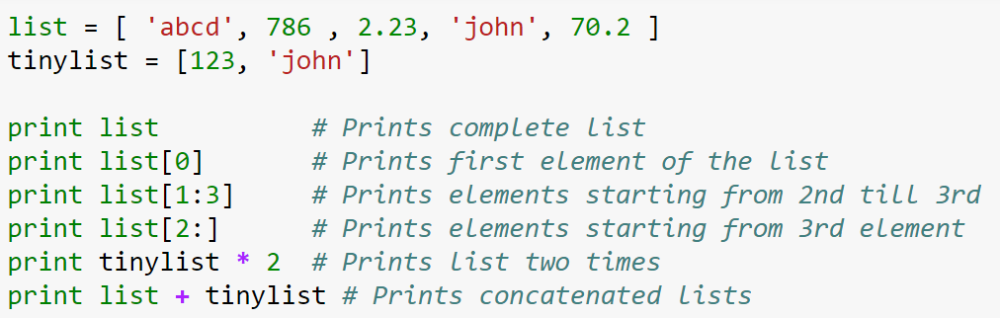 list = [ 'abcd', 786 , 2.23, 'john', 70.2 ]
tinylist = [123, 'john']
print list          # Prints complete list
print list[0]       # Prints first element of the list
print list[1:3]     # Prints elements starting from 2nd till 3rd
print list[2:]      # Prints elements starting from 3rd element
print tinylist * 2  # Prints list two times
print list + tinylist # Prints concatenated lists